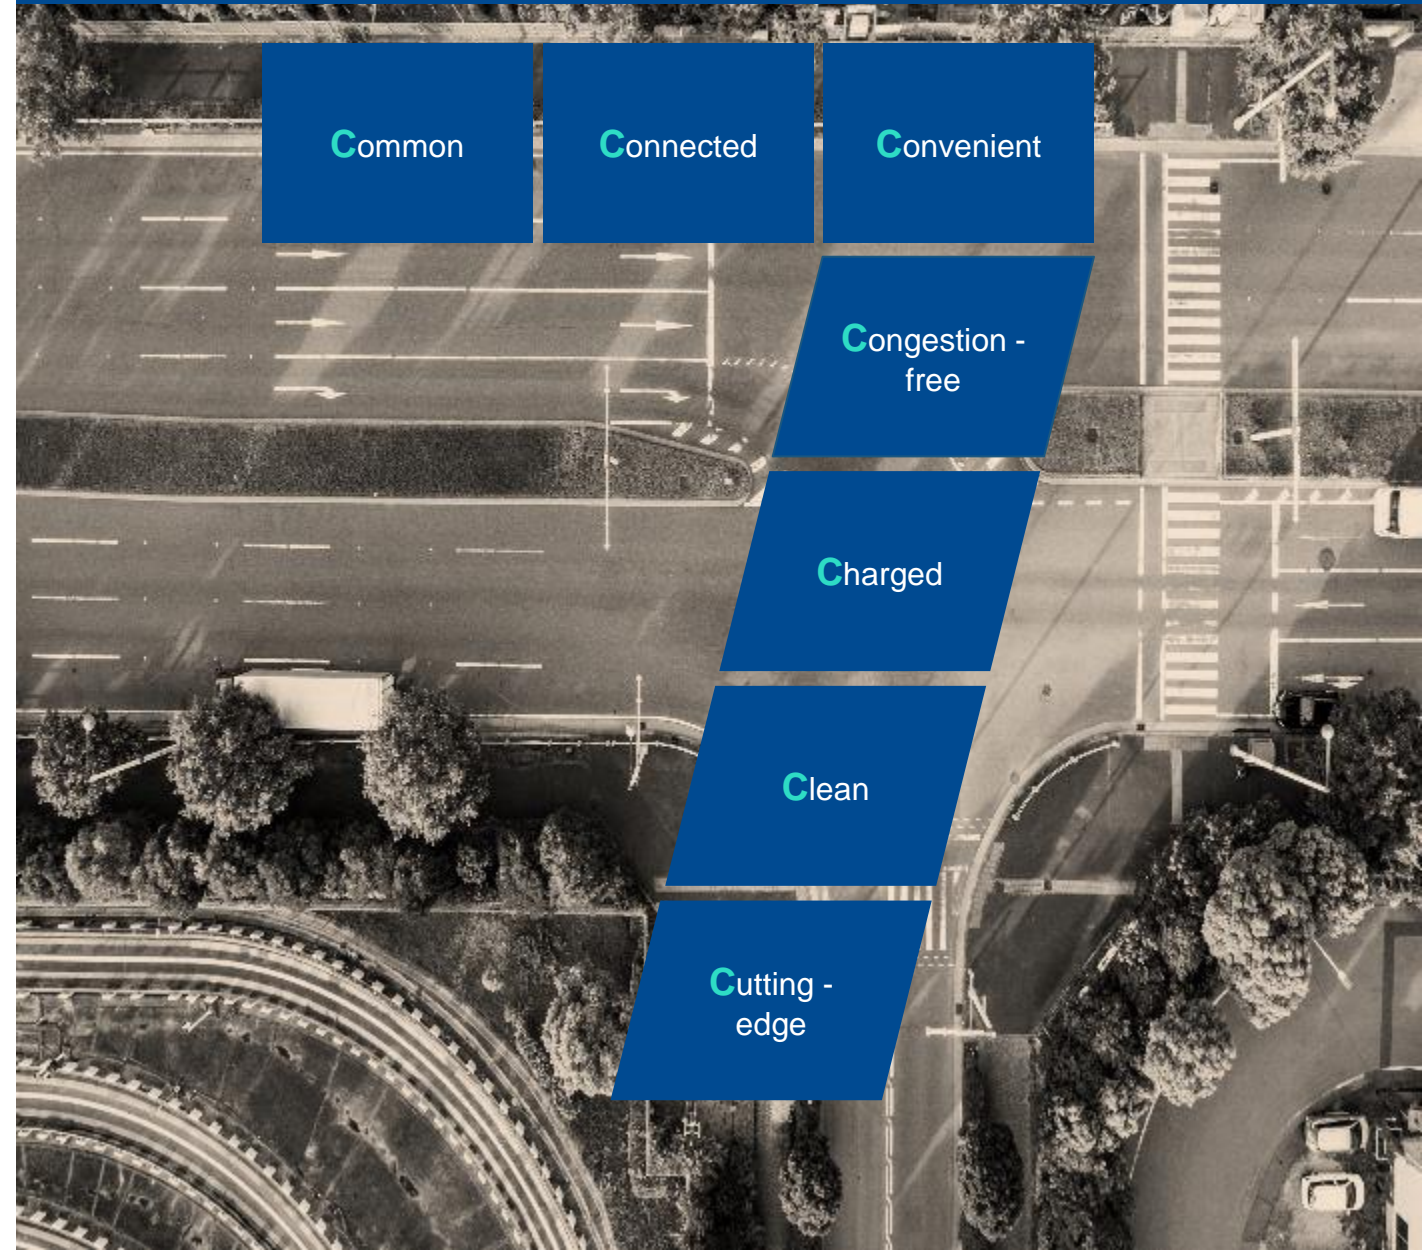 Common
Connected
Convenient
Congestion -
free
Charged
Clean
Cutting -
edge